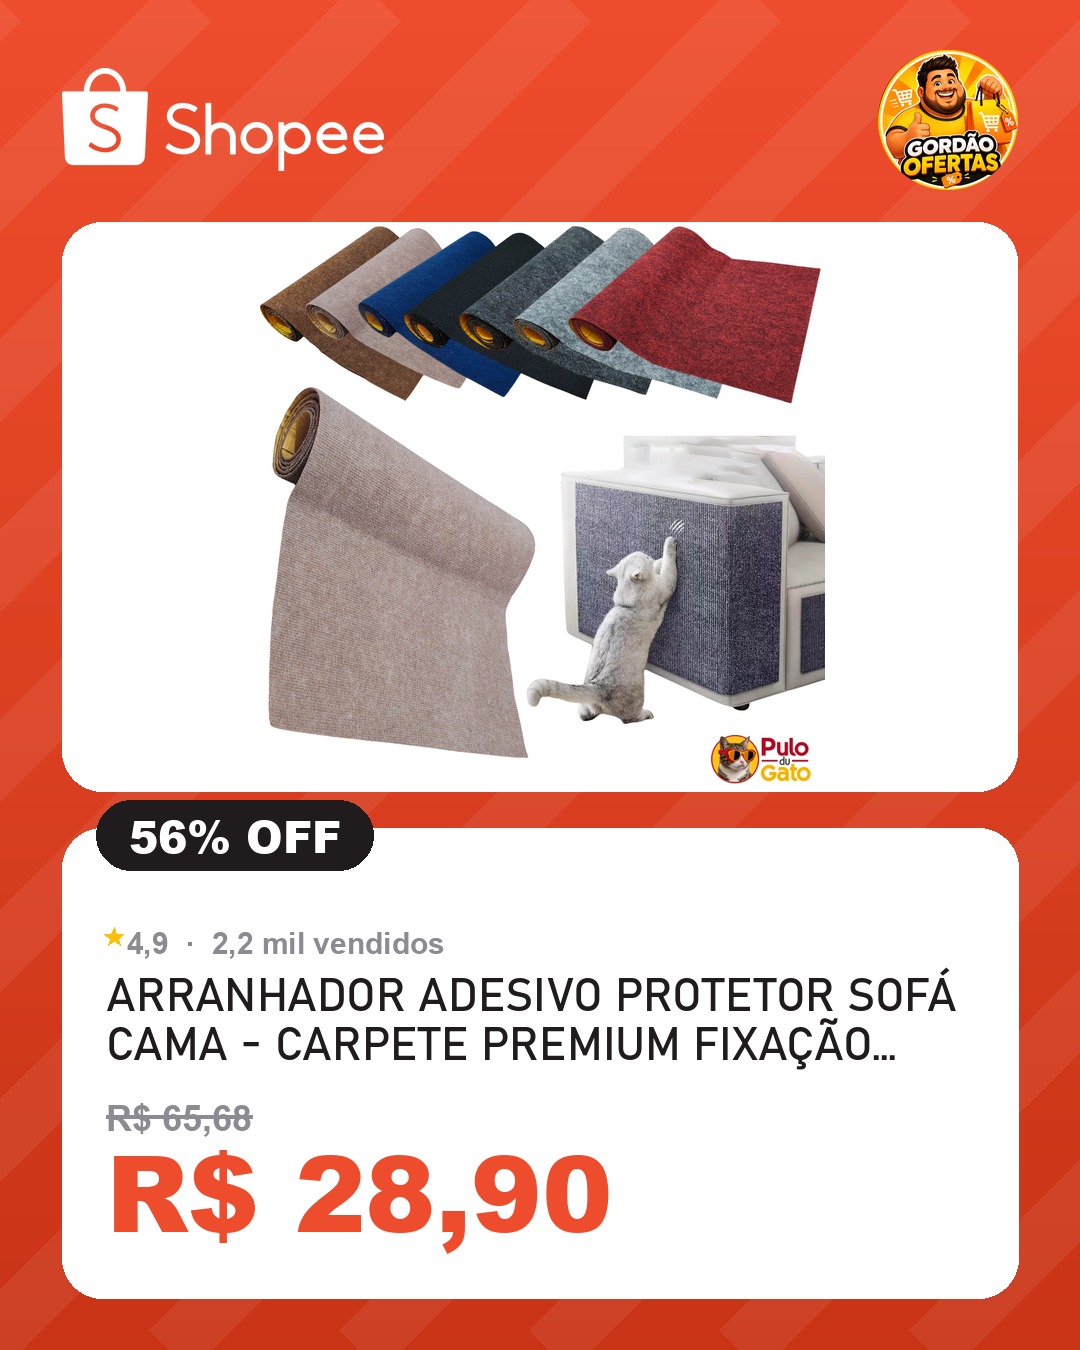 Shopee
GORDÃO
OFERTAS
%
%
Pulo
du
Gato
56% OFF
4,9 · 2,2 mil vendidos
ARRANHADOR ADESIVO PROTETOR SOFÁ
CAMA - CARPETE PREMIUM FIXAÇÃO...
R$ 65,68
R$ 28,90